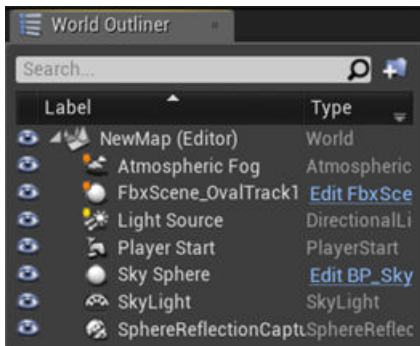 World Outliner
Search...
Label Type
NewMap (Editor) World
Atmospheric Fog Atmospheric
FbxScene_OvalTrack1 Edit FbxSce
Light Source DirectionalLi
Player Start PlayerStart
Sky Sphere Edit BP_Sky
SkyLight SkyLight
SphereReflectionCaptu SphereReflec